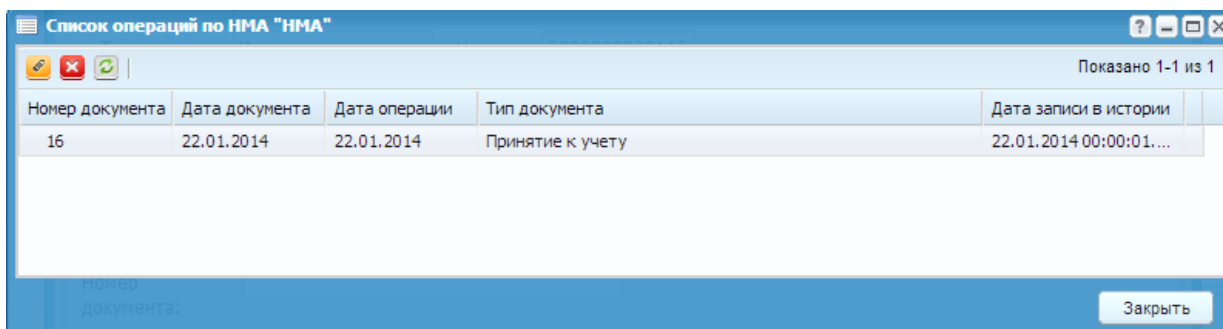 Список операций по НМА "НМА"
Показано 1-1 из 1
Номер документа Дата документа Дата операции Тип документа Дата записи в истории
16 22.01.2014 22.01.2014 Принятие к учету 22.01.2014 00:00:01....
Номер
документа:
Закрыть